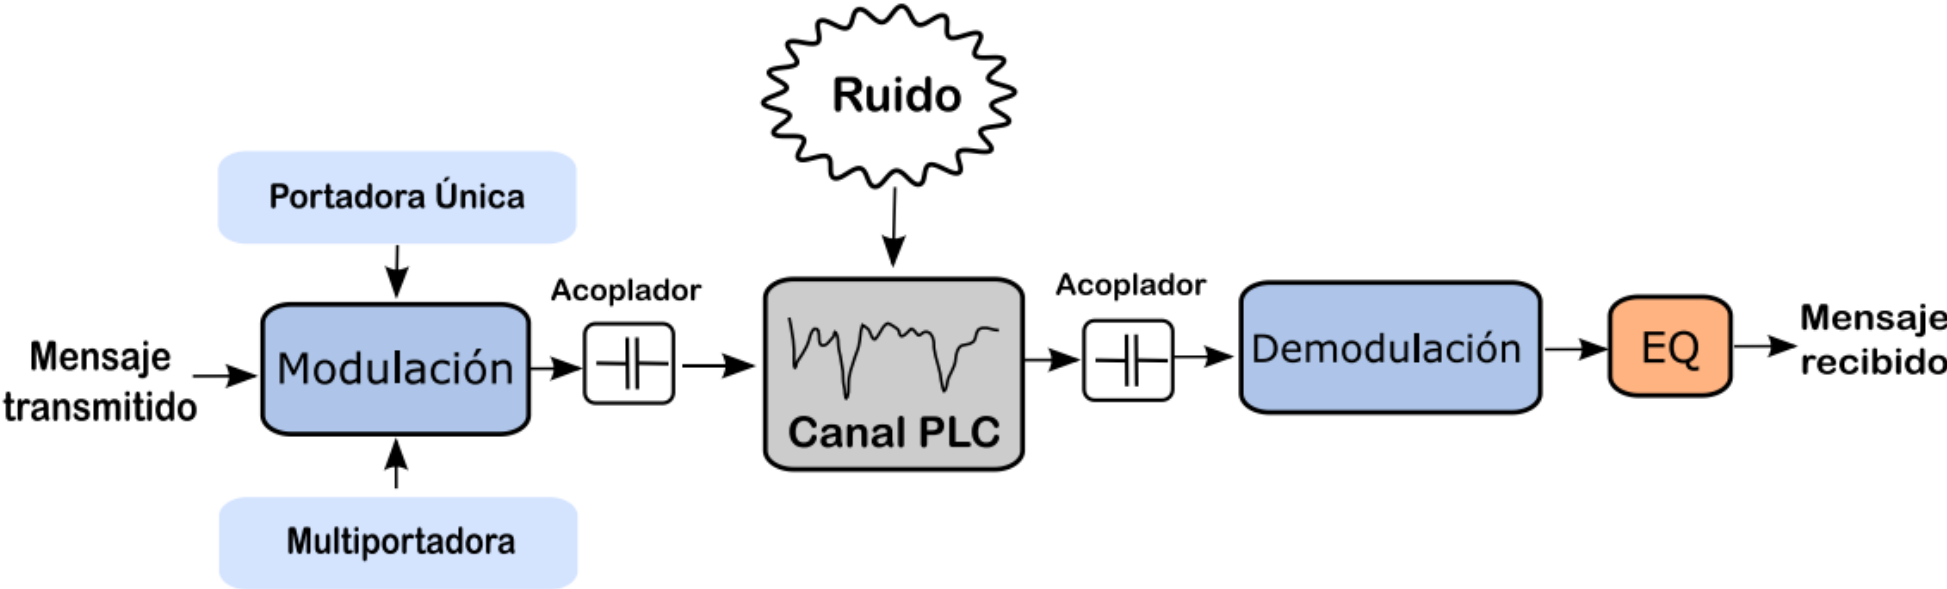 Ruido
Portadora Única
Acoplador
Acoplador
Mensaje
transmitido
Modulación
Canal PLC
Demodulación
EQ
Mensaje
recibido
Multiportadora